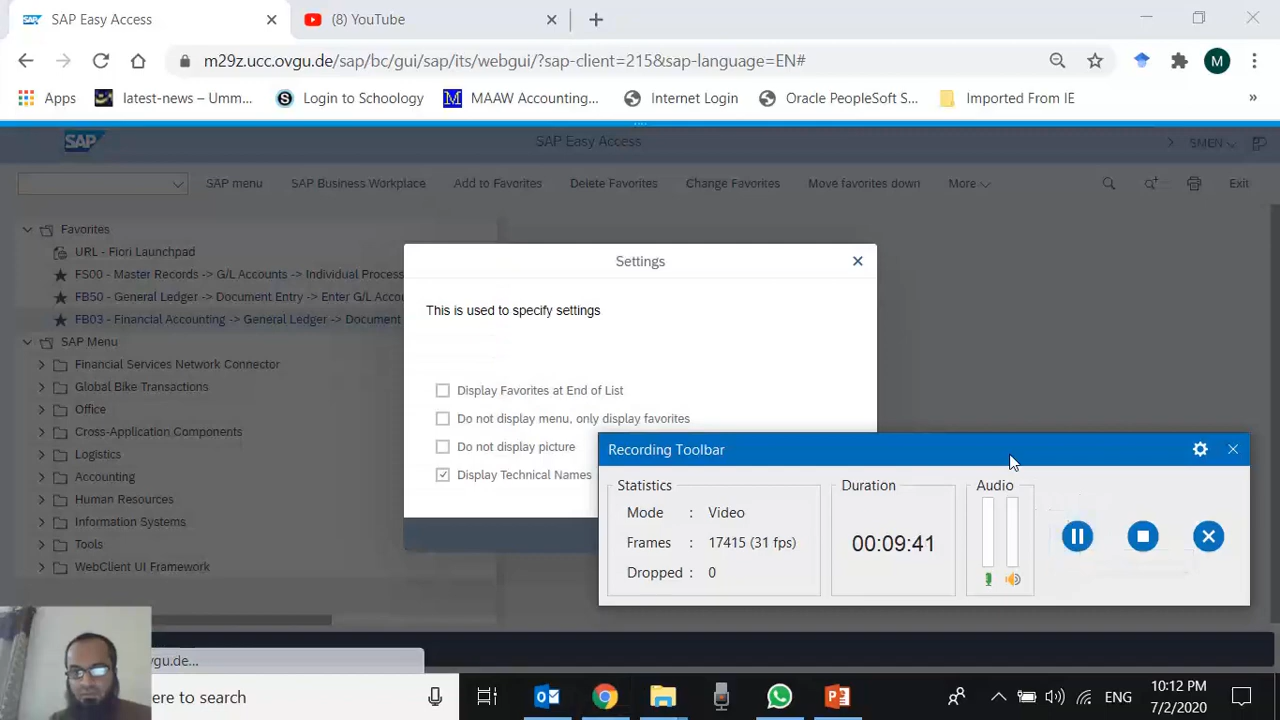 SAP SAP Easy Access
(8) YouTube
m29z.ucc.ovgu.de/sap/bc/gui/sap/its/webgui/?sap-client=215&sap-language=EN#
M
Apps
latest-news – Umm...
S Login to Schoology
M MAAW Accounting...
Internet Login
Oracle PeopleSoft S...
Imported From IE
»
SAP
SAP Easy Access
SMEN
SAP menu
SAP Business Workplace
Add to Favorites
Delete Favorites
Change Favorites
Move favorites down
More
Exit
Favorites
URL - Fiori Launchpad
FS00 - Master Records -> G/L Accounts -> Individual Process
FB50 - General Ledger -> Document Entry -> Enter G/L Accou
FB03 - Financial Accounting -> General Ledger -> Document
SAP Menu
Financial Services Network Connector
Global Bike Transactions
Office
Cross-Application Components
Logistics
Accounting
Human Resources
Information Systems
Tools
WebClient UI Framework
Settings
This is used to specify settings
Display Favorites at End of List
Do not display menu, only display favorites
Do not display picture
Display Technical Names
Recording Toolbar
Statistics
Mode : Video
Frames : 17415 (31 fps)
Dropped : 0
Duration
00:09:41
Audio
vgu.de...
ere to search
ENG
10:12 PM
7/2/2020